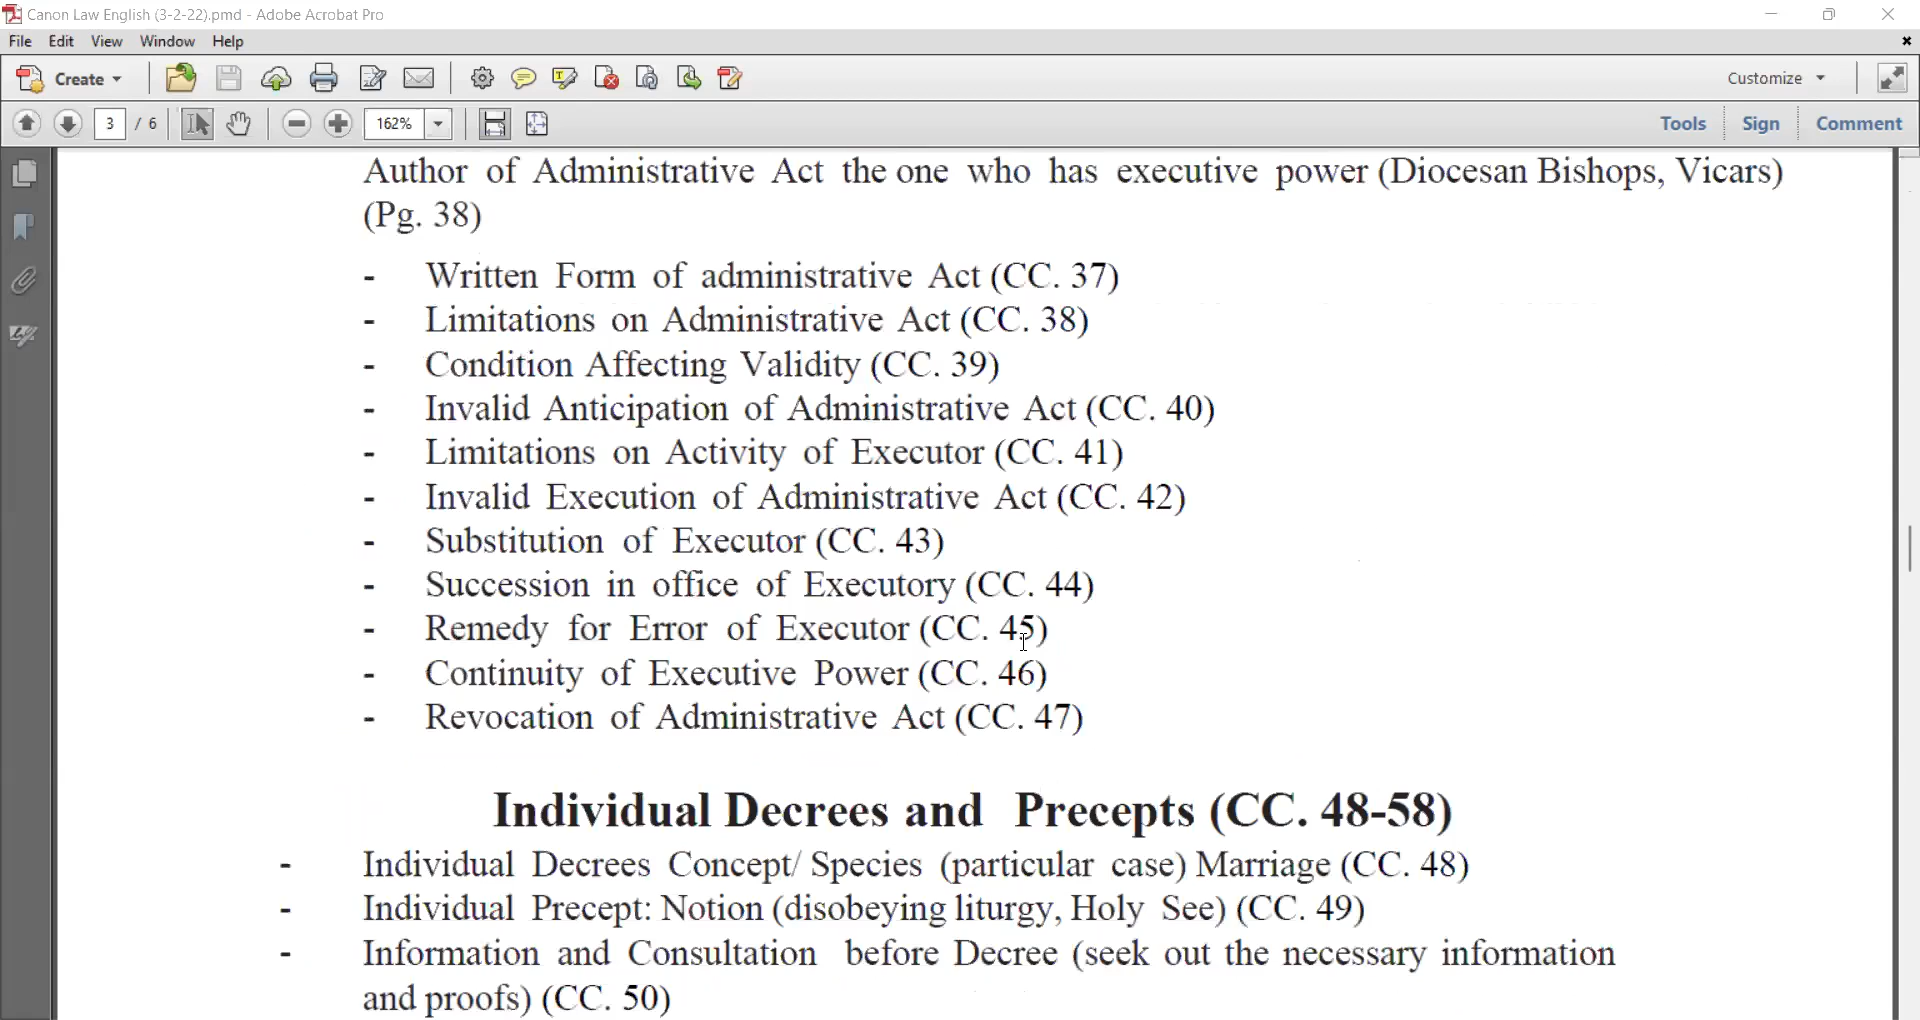 Canon Law English (3-2-22).pmd - Adobe Acrobat Pro
File Edit View Window Help
Create
Customize
3 / 6
162%
Tools Sign Comment
Author of Administrative Act the one who has executive power (Diocesan Bishops, Vicars)
(Pg. 38)
- Written Form of administrative Act (CC. 37)
- Limitations on Administrative Act (CC. 38)
- Condition Affecting Validity (CC. 39)
- Invalid Anticipation of Administrative Act (CC. 40)
- Limitations on Activity of Executor (CC. 41)
- Invalid Execution of Administrative Act (CC. 42)
- Substitution of Executor (CC. 43)
- Succession in office of Executory (CC. 44)
- Remedy for Error of Executor (CC. 45)
- Continuity of Executive Power (CC. 46)
- Revocation of Administrative Act (CC. 47)
Individual Decrees and Precepts (CC. 48-58)
- Individual Decrees Concept/ Species (particular case) Marriage (CC. 48)
- Individual Precept: Notion (disobeying liturgy, Holy See) (CC. 49)
- Information and Consultation before Decree (seek out the necessary information
and proofs) (CC. 50)